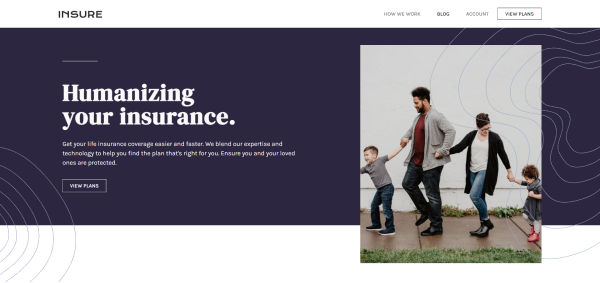 INSURE
HOW WE WORK
BLOG
ACCOUNT
VIEW PLANS
Humanizing
your insurance.
Get your life insurance coverage easier and faster. We blend our expertise and
technology to help you find the plan that's right for you. Ensure you and your loved
ones are protected.
VIEW PLANS